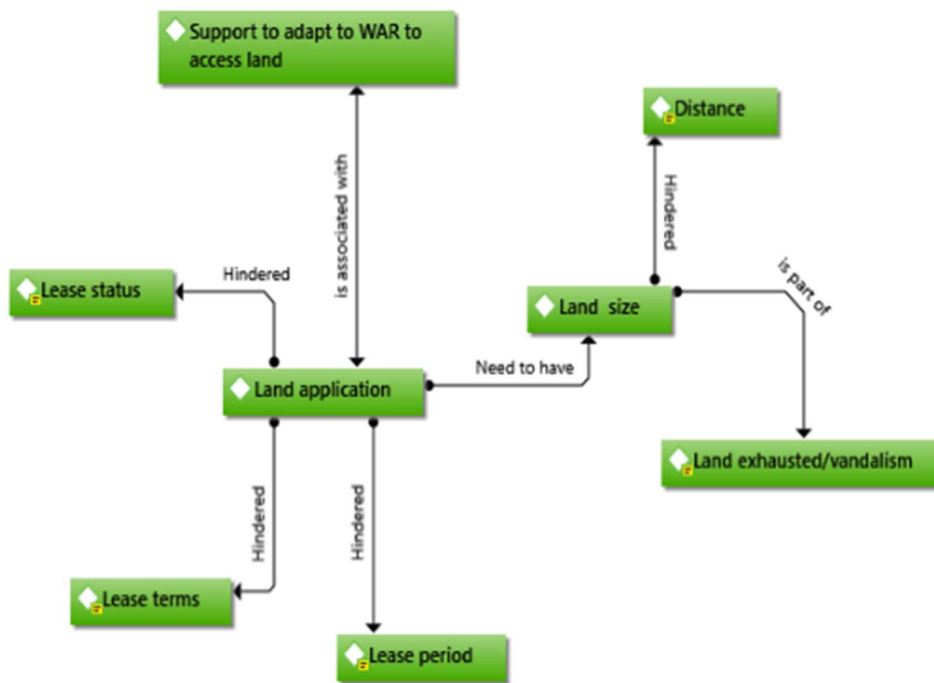 Support to adapt to WAR to
access land
Distance
is associated with
Hindered
Hindered
is part of
Lease status
Land size
Need to have
Land application
Land exhausted/vandalism
Hindered
Hindered
Lease terms
Lease period